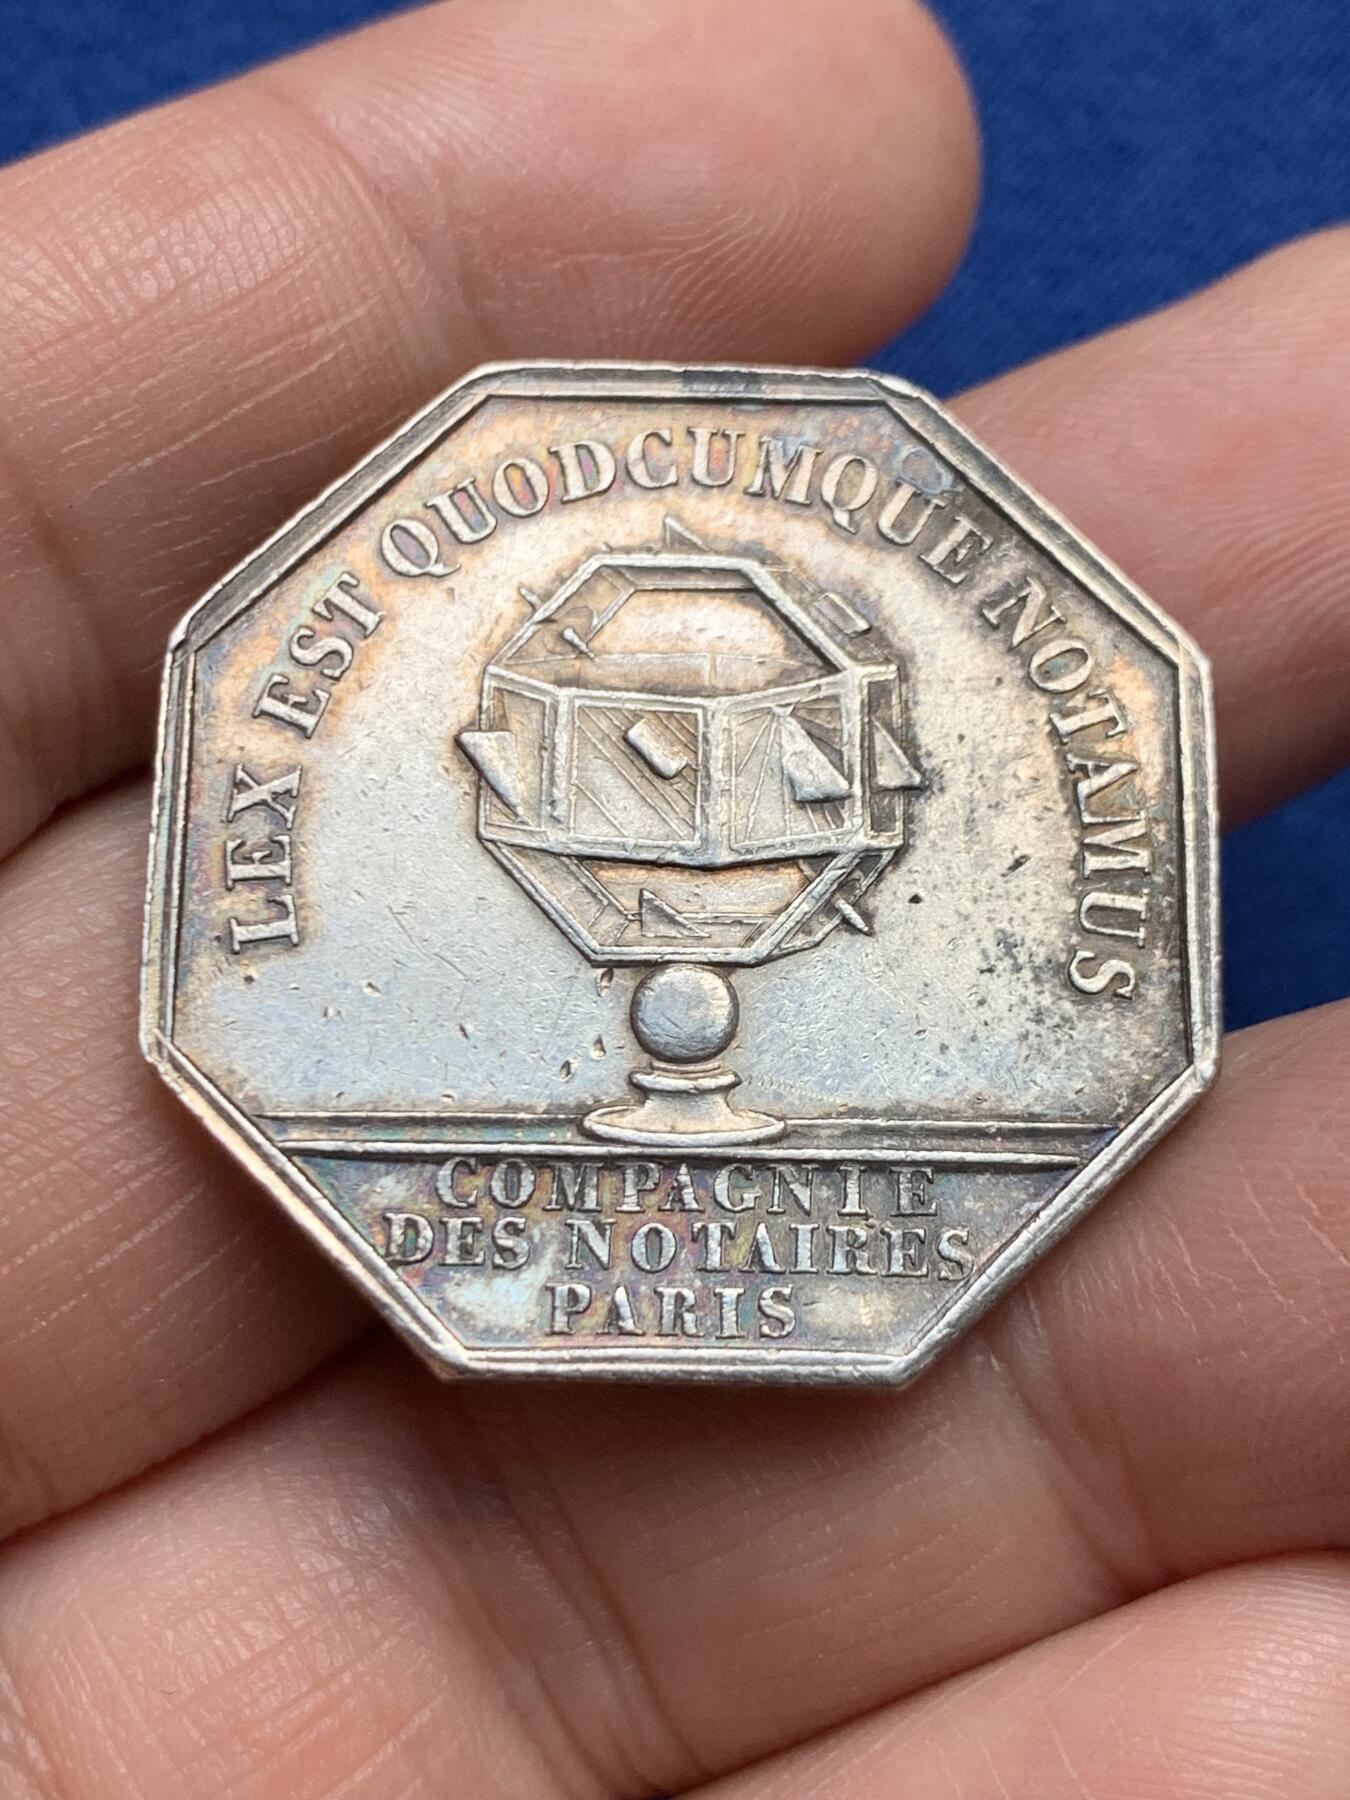 LEX EST QUODCUMQUE NOTAMUS
COMPAGNIE
DES NOTAIRES
PARIS